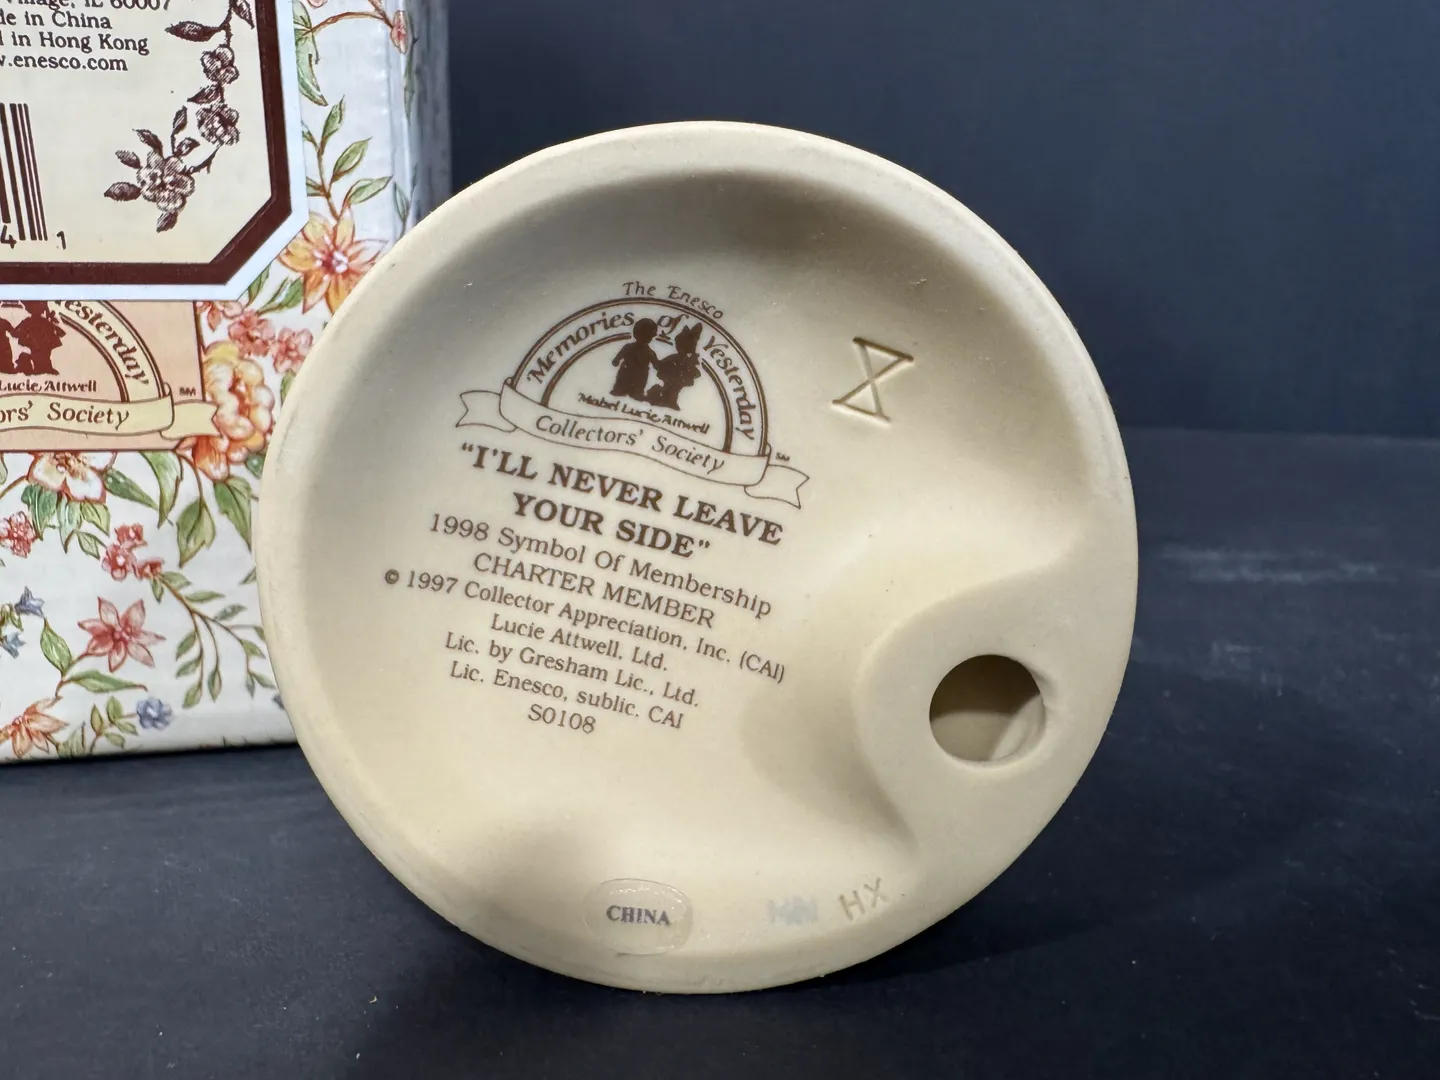 Village, IL 60007
de in China
in Hong Kong
w.enesco.com
4 1
Yesterday
Lucie Attwell
SM
ors' Society
The Enesco
Memories of Yesterday
Mabel Lucie Attwell
Collectors' Society
SM
"I'LL NEVER LEAVE
YOUR SIDE"
1998 Symbol Of Membership
CHARTER MEMBER
© 1997 Collector Appreciation, Inc. (CAI)
Lucie Attwell, Ltd.
Lic. by Gresham Lic., Ltd.
Lic. Enesco, sublic. CAI
S0108
CHINA
HX